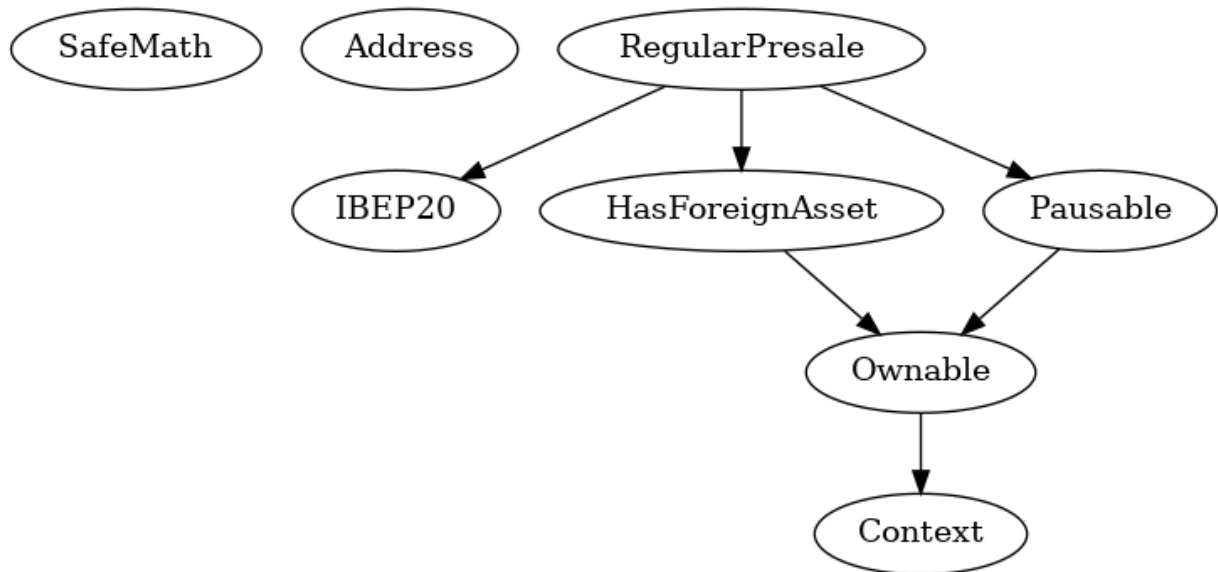 SafeMath
Address
RegularPresale
IBEP20
HasForeignAsset
Pausable
Ownable
Context